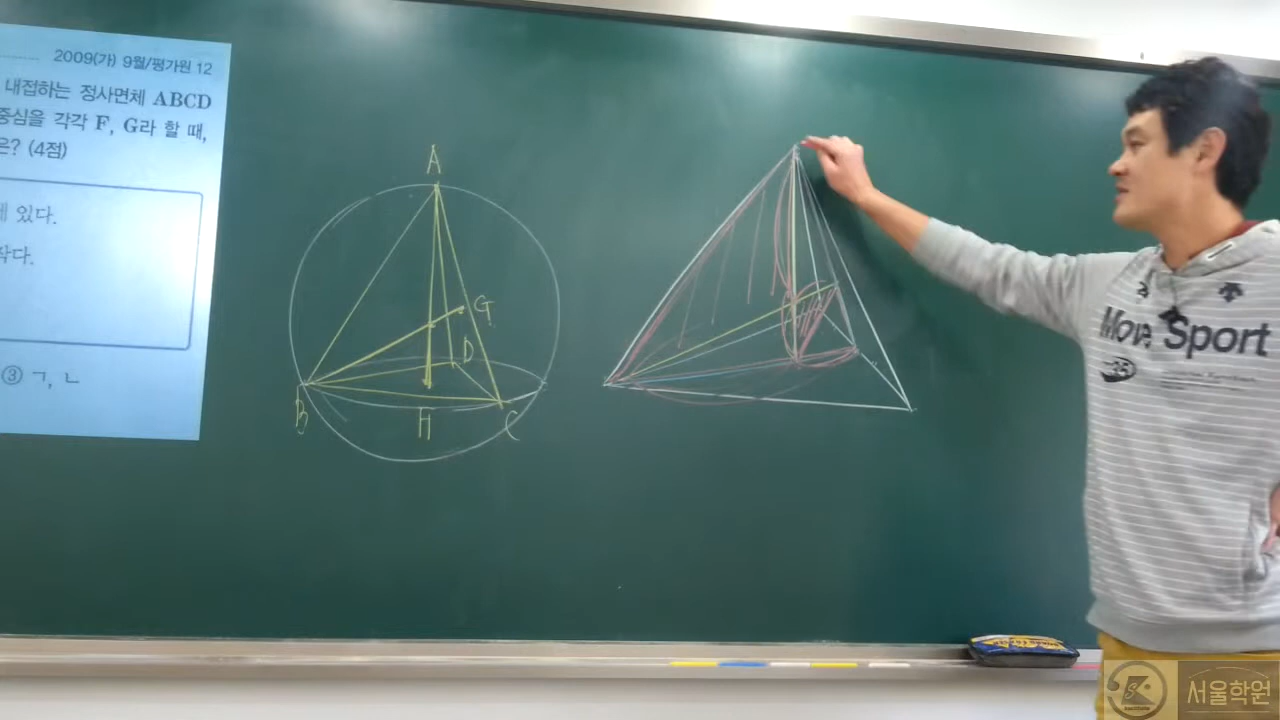 2009(가) 9월/평가원 12
내접하는 정사면체 ABCD
중심을 각각 F, G라 할 때,
은? (4점)
있다.
작다.
③ ㄱ, ㄴ
A
G
D
B
H
C
Move Sport
서울학원